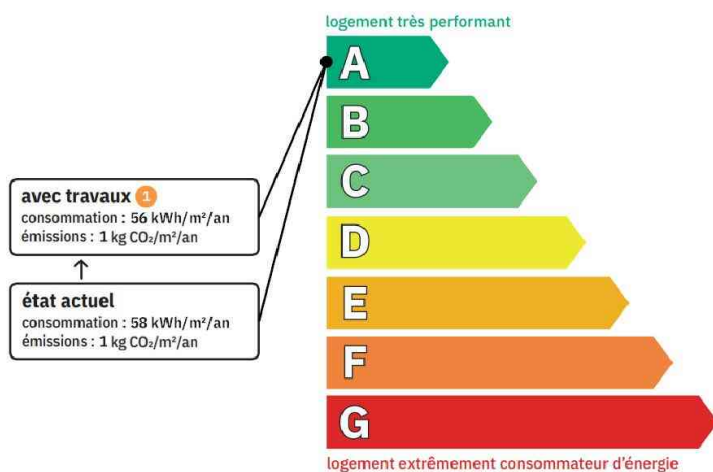 logement très performant
A
B
C
D
E
F
G
logement extrêmement consommateur d'énergie
avec travaux 1
consommation : 56 kWh/m²/an
émissions : 1 kg CO₂/m²/an
état actuel
consommation : 58 kWh/m²/an
émissions : 1 kg CO₂/m²/an